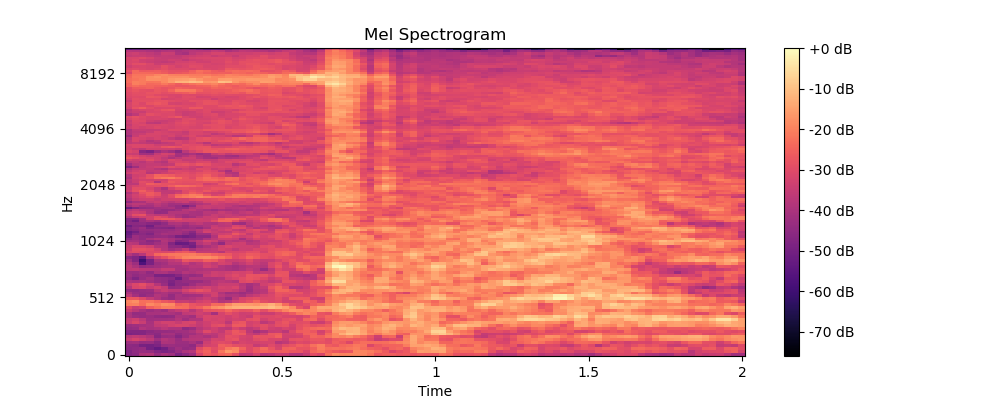 Mel Spectrogram
+0 dB
8192
-10 dB
4096
-20 dB
-30 dB
2048
Hz
-40 dB
1024
-50 dB
512
-60 dB
-70 dB
0
0 0.5 1 1.5 2
Time